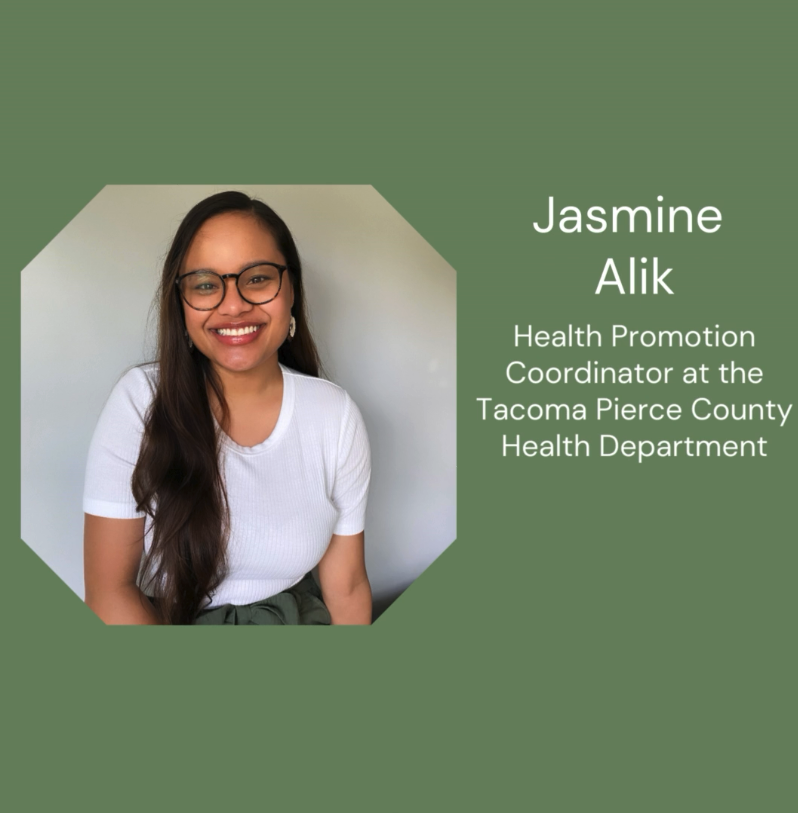 Jasmine
Alik
Health Promotion
Coordinator at the
Tacoma Pierce County
Health Department